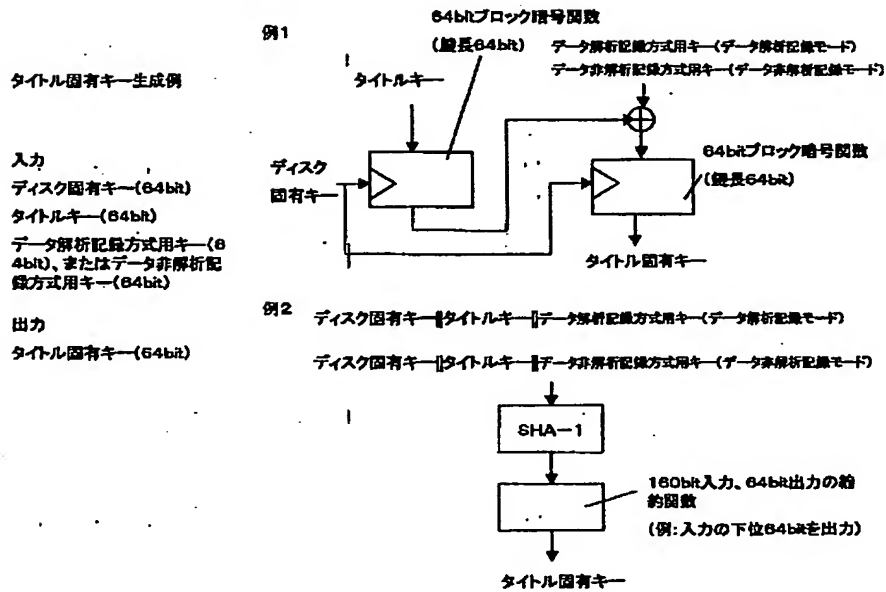 タイトル固有キー生成例
入力
ディスク固有キー(64bit)
タイトルキー(64bit)
データ解析記録方式用キー(6
4bit)、またはデータ非解析記
録方式用キー(64bit)
出力
タイトル固有キー(64bit)
例1
64bitブロック暗号関数
(鍵長64bit)
データ解析記録方式用キー(データ解析記録モード)
データ非解析記録方式用キー(データ非解析記録モード)
タイトルキー
ディスク
固有キー
64bitブロック暗号関数
(鍵長64bit)
タイトル固有キー
例2
ディスク固有キー||タイトルキー||データ解析記録方式用キー(データ解析記録モード)
ディスク固有キー||タイトルキー||データ非解析記録方式用キー(データ非解析記録モード)
SHA-1
160bit入力、64bit出力の縮
約関数
(例:入力の下位64bitを出力)
タイトル固有キー